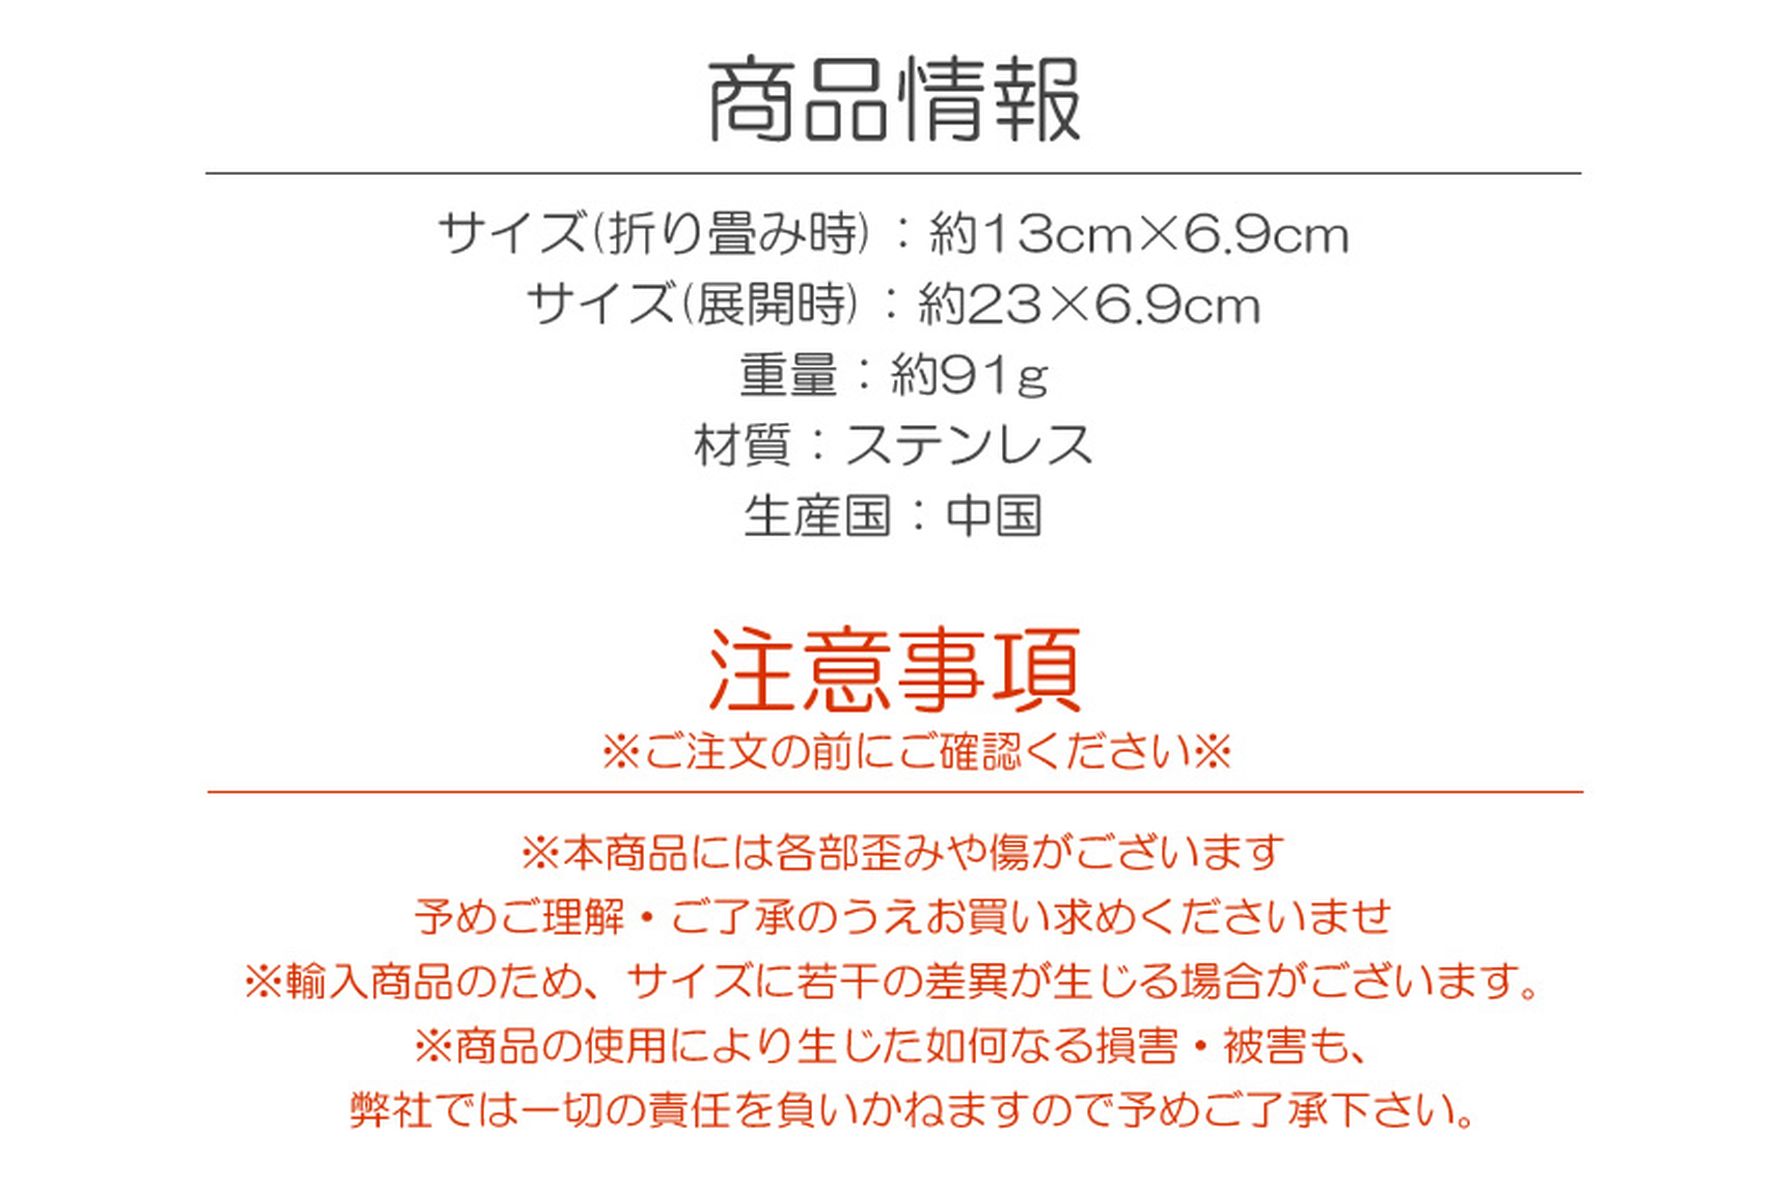 商品情報
サイズ(折り畳み時)：約13cm×6.9cm
サイズ(展開時)：約23×6.9cm
重量：約91g
材質：ステンレス
生産国：中国
注意事項
※ご注文の前にご確認ください※
※本商品には各部歪みや傷がございます
予めご理解・ご了承のうえお買い求めくださいませ
※輸入商品のため、サイズに若干の差異が生じる場合がございます。
※商品の使用により生じた如何なる損害・被害も、
弊社では一切の責任を負いかねますので予めご了承下さい。